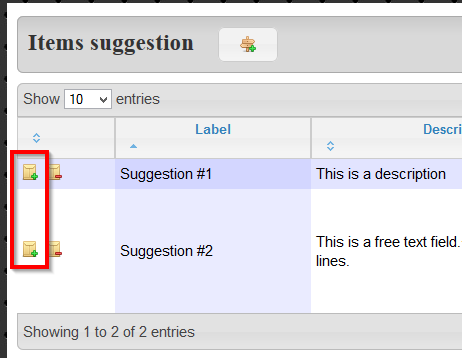 Items suggestion
Show 10 entries
Label Descri
Suggestion #1 This is a description
Suggestion #2 This is a free text field.
lines.
Showing 1 to 2 of 2 entries